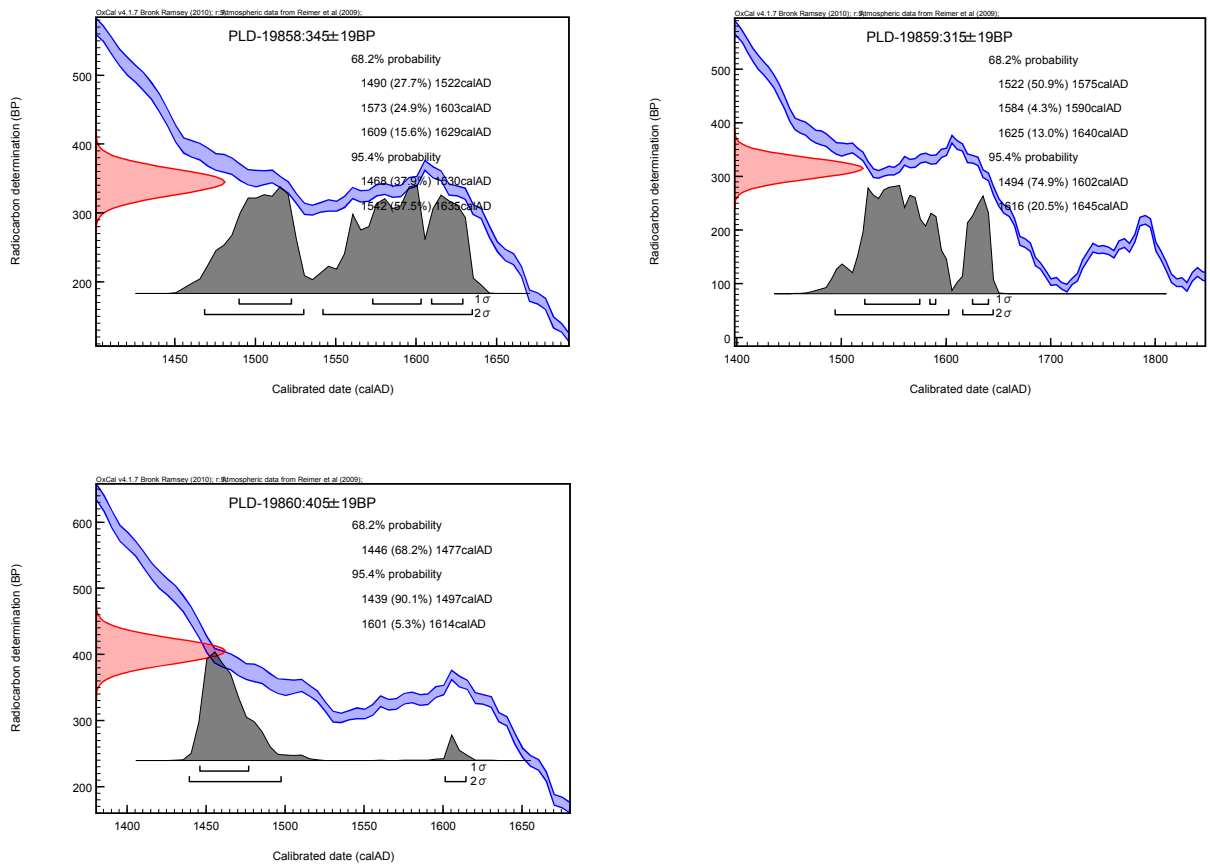 OxCal v4.1.7 Bronk Ramsey (2010); r:5 Atmospheric data from Reimer et al (2009);
PLD-19858:345±19BP
68.2% probability
1490 (27.7%) 1522calAD
1573 (24.9%) 1603calAD
1609 (15.6%) 1629calAD
95.4% probability
1468 (37.9%) 1530calAD
1542 (57.5%) 1635calAD
Radiocarbon determination (BP)
500
400
300
200
1σ
2σ
1450 1500 1550 1600 1650
Calibrated date (calAD)
OxCal v4.1.7 Bronk Ramsey (2010); r:5 Atmospheric data from Reimer et al (2009);
PLD-19859:315±19BP
68.2% probability
1522 (50.9%) 1575calAD
1584 (4.3%) 1590calAD
1625 (13.0%) 1640calAD
95.4% probability
1494 (74.9%) 1602calAD
1616 (20.5%) 1645calAD
Radiocarbon determination (BP)
500
400
300
200
100
0
1σ
2σ
1400 1500 1600 1700 1800
Calibrated date (calAD)
OxCal v4.1.7 Bronk Ramsey (2010); r:5 Atmospheric data from Reimer et al (2009);
PLD-19860:405±19BP
68.2% probability
1446 (68.2%) 1477calAD
95.4% probability
1439 (90.1%) 1497calAD
1601 (5.3%) 1614calAD
Radiocarbon determination (BP)
600
500
400
300
200
1σ
2σ
1400 1450 1500 1550 1600 1650
Calibrated date (calAD)